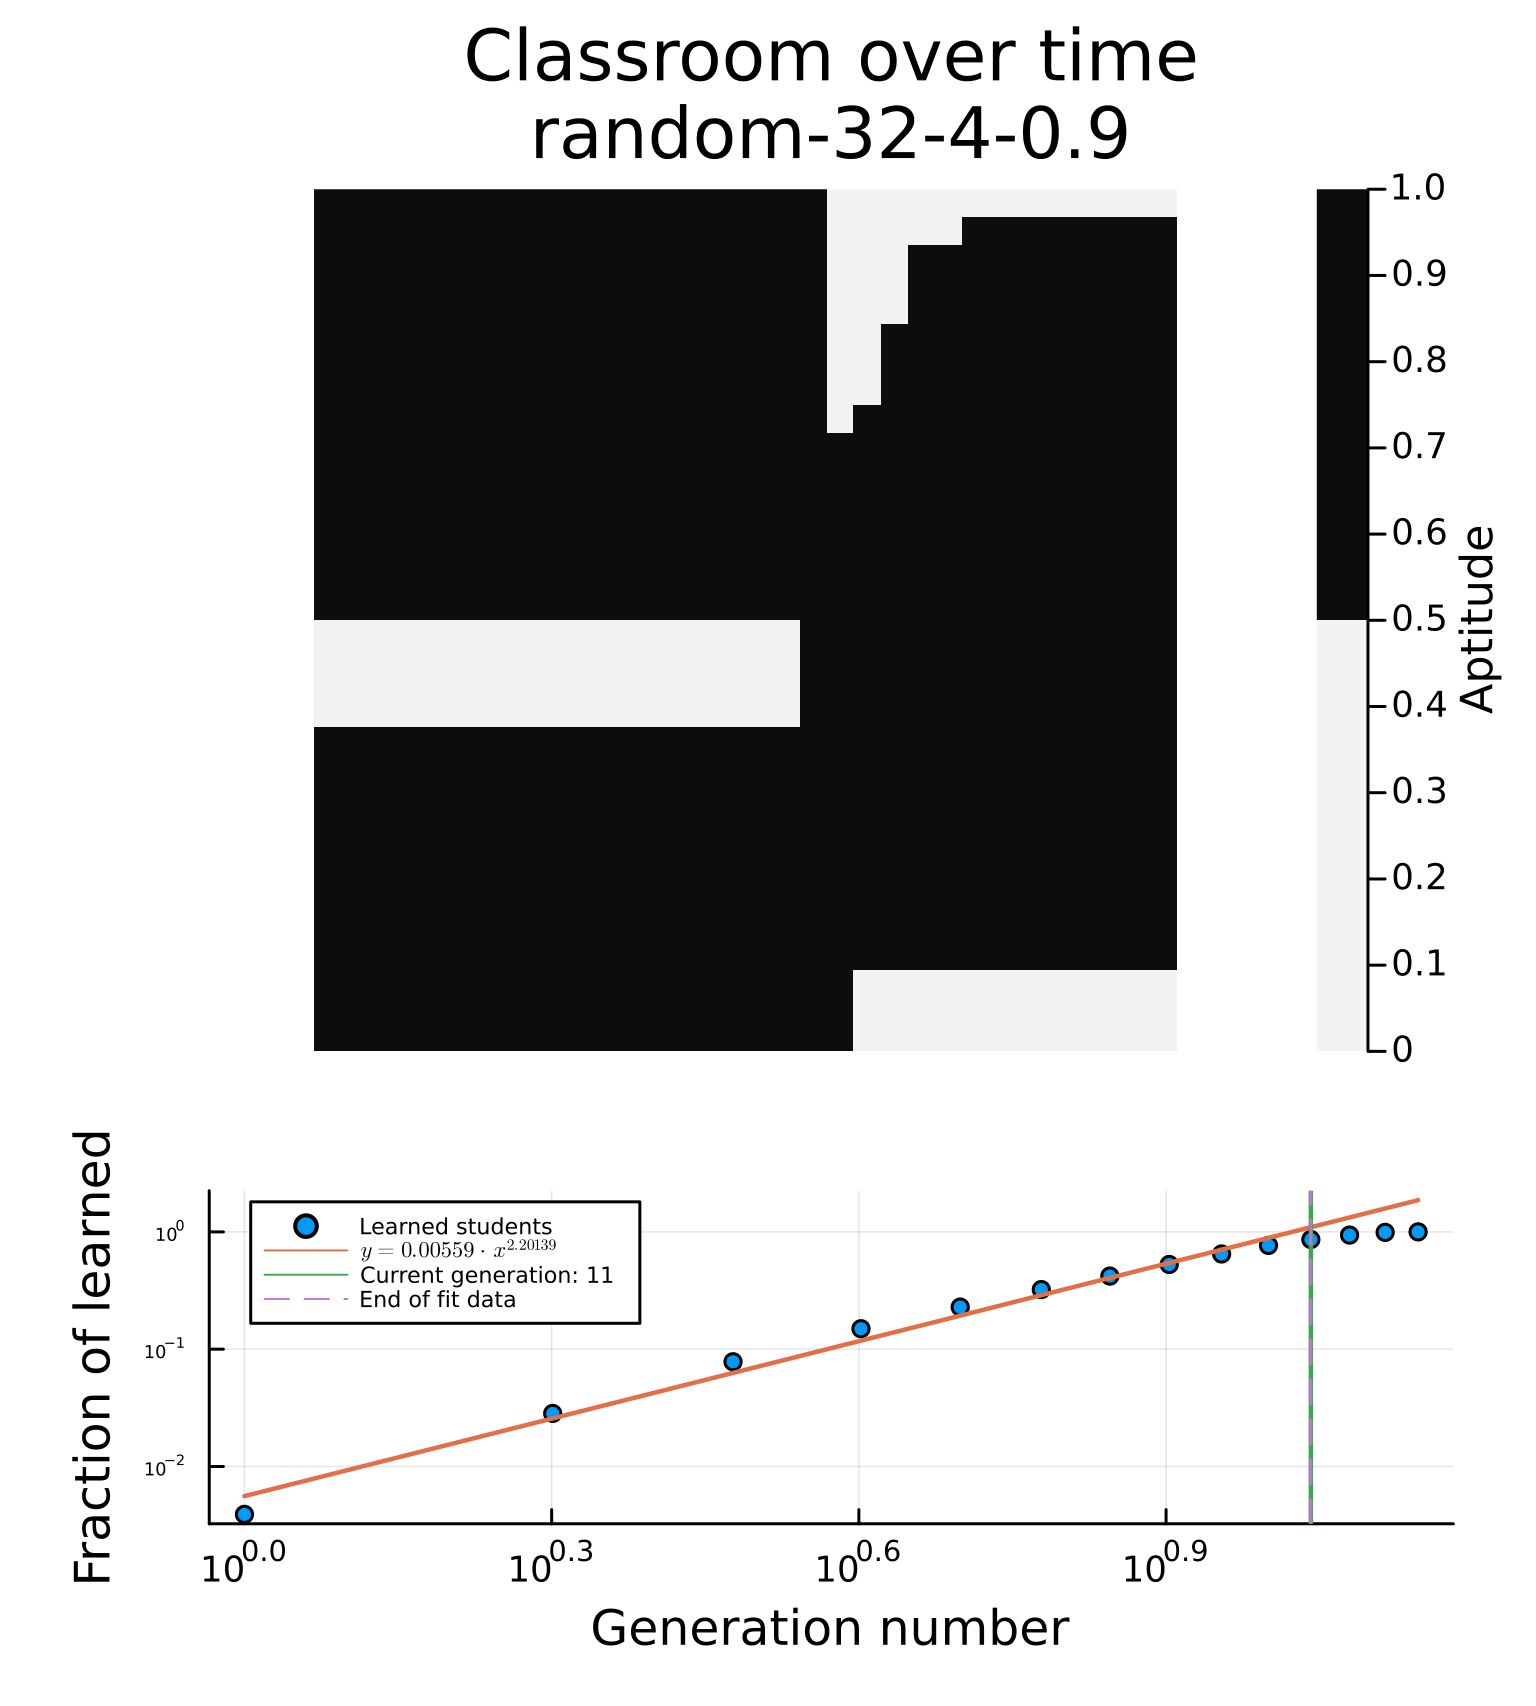 Classroom over time
random-32-4-0.9
1.0
0.9
0.8
0.7
0.6
0.5
0.4
0.3
0.2
0.1
0
Aptitude
Fraction of learned
10⁰
10⁻¹
10⁻²
Learned students
y = 0.00559 · x^2.20139
Current generation: 11
End of fit data
10^0.0 10^0.3 10^0.6 10^0.9
Generation number